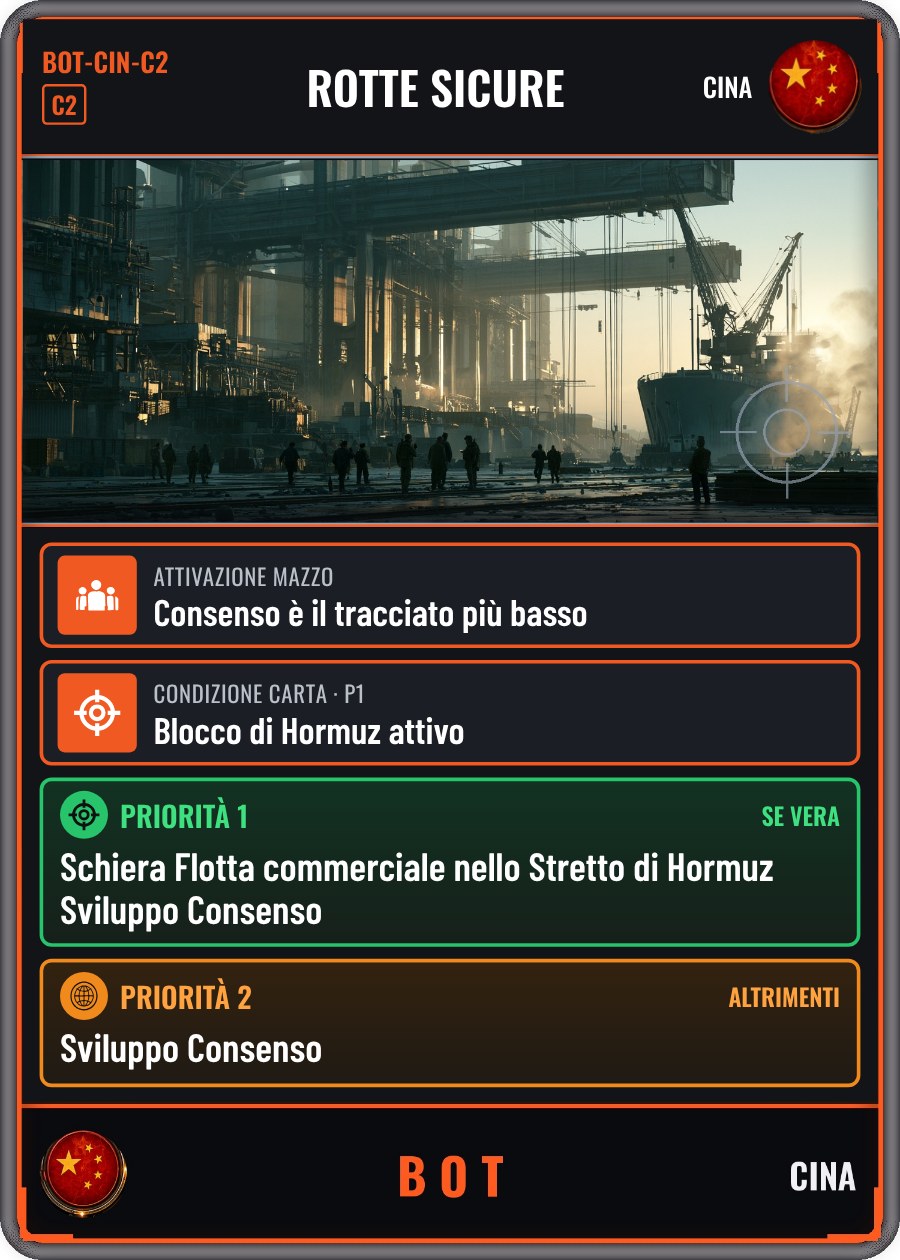 BOT-CIN-C2
C2
ROTTE SICURE
CINA
ATTIVAZIONE MAZZO
Consenso è il tracciato più basso
CONDIZIONE CARTA · P1
Blocco di Hormuz attivo
PRIORITÀ 1
SE VERA
Schiera Flotta commerciale nello Stretto di Hormuz
Sviluppo Consenso
PRIORITÀ 2
ALTRIMENTI
Sviluppo Consenso
BOT
CINA